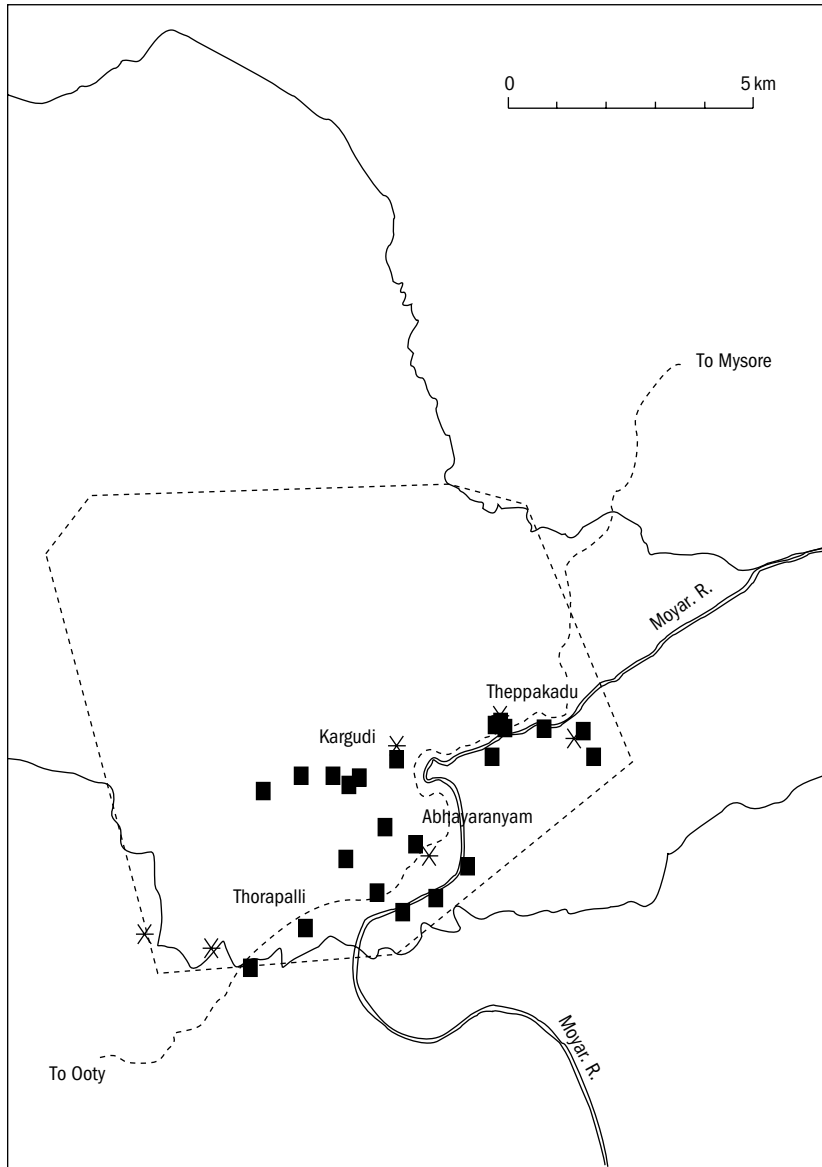 0 5 km
To Mysore
Moyar. R.
Theppakadu
Kargudi
Abhayaranyam
Thorapalli
Moyar. R.
To Ooty